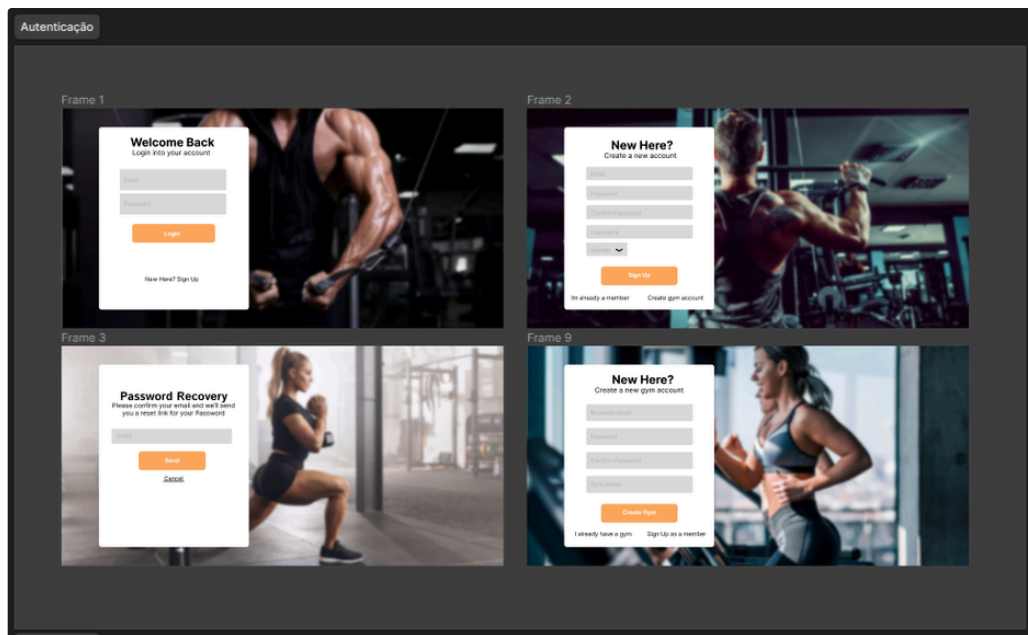 Autenticação
Frame 1
Welcome Back
Login into your account
Email
Password
Login
New Here? Sign Up
Frame 2
New Here?
Create a new account
Email
Password
Confirm Password
Username
Gender
Sign Up
Im already a member
Create gym account
Frame 3
Password Recovery
Please confirm your email and we'll send
you a reset link for your Password
Email
Send
Cancel
Frame 9
New Here?
Create a new gym account
Business email
Password
Confirm Password
Gym Name
Create Gym
I already have a gym
Sign Up as a member